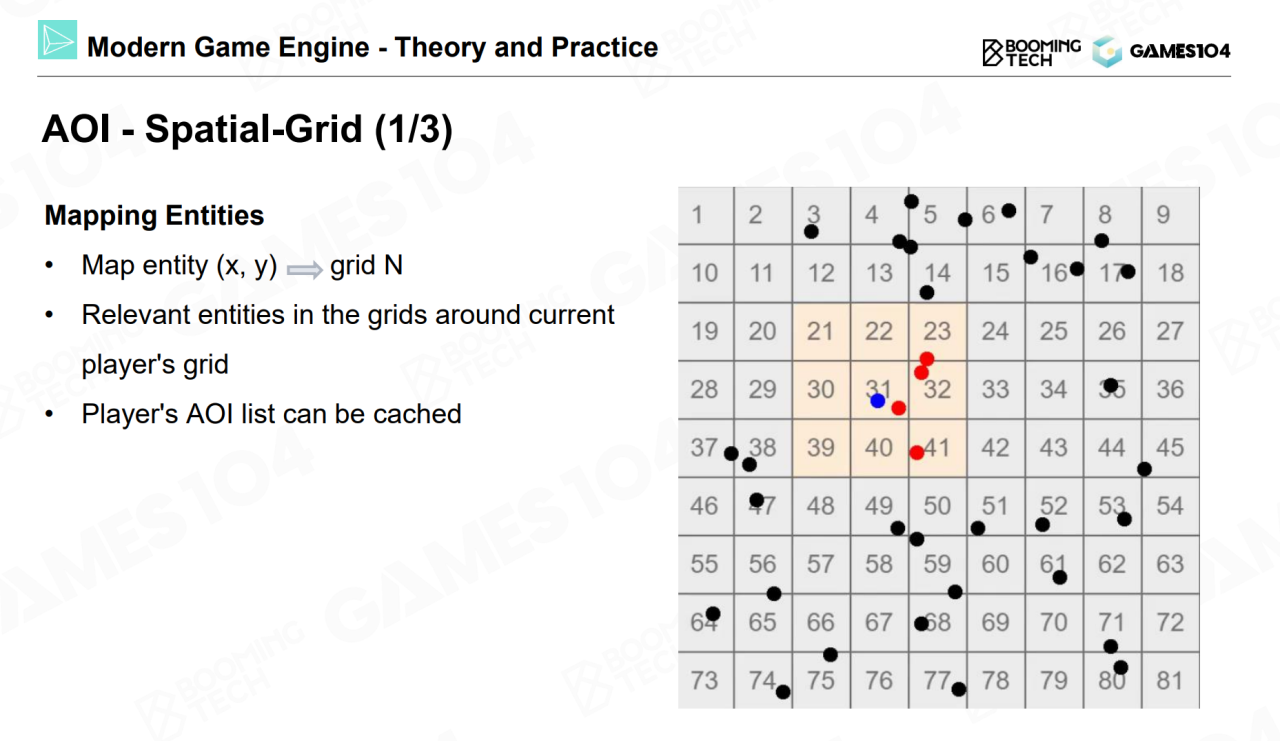 Modern Game Engine - Theory and Practice
BOOMING
TECH
GAMES104
AOI - Spatial-Grid (1/3)
Mapping Entities
• Map entity (x, y) grid N
• Relevant entities in the grids around current
player's grid
• Player's AOI list can be cached
1 2 3 4 5 6 7 8 9
10 11 12 13 14 15 16 17 18
19 20 21 22 23 24 25 26 27
28 29 30 31 32 33 34 35 36
37 38 39 40 41 42 43 44 45
46 47 48 49 50 51 52 53 54
55 56 57 58 59 60 61 62 63
64 65 66 67 68 69 70 71 72
73 74 75 76 77 78 79 80 81